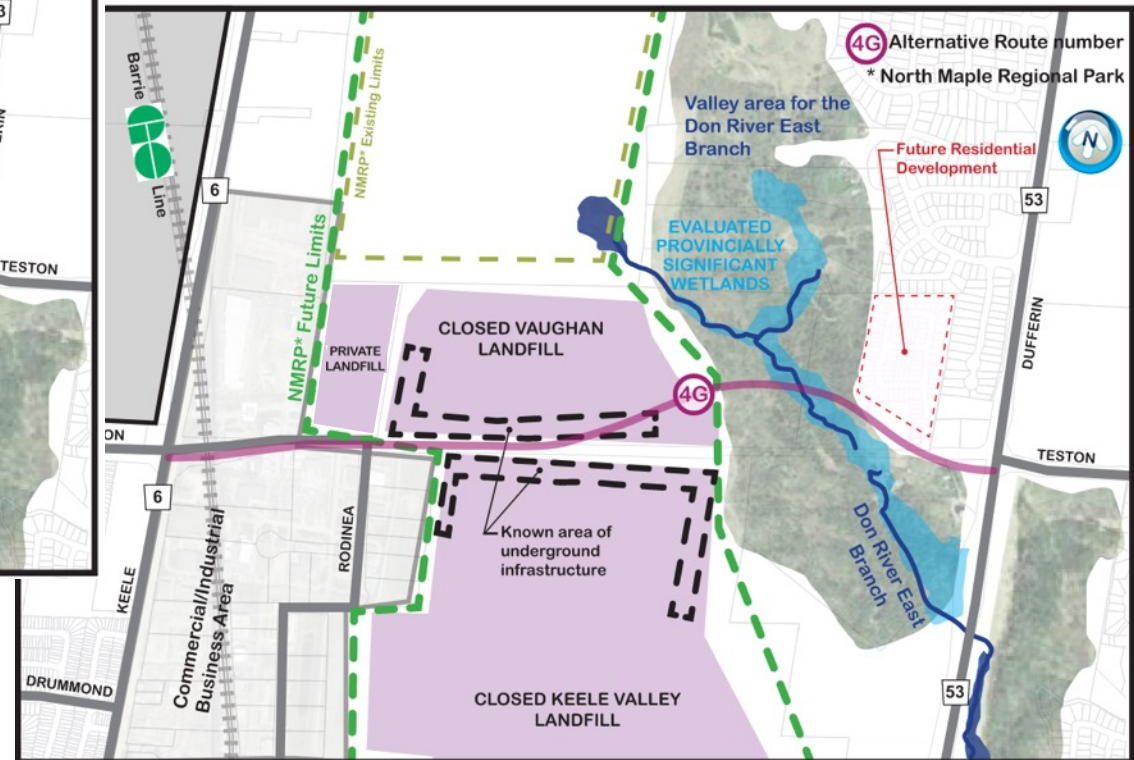 3
TESTON
4G Alternative Route number
* North Maple Regional Park
N
Barrie
GO
Line
6
NMRP* Existing Limits
Valley area for the
Don River East
Branch
Future Residential
Development
53
EVALUATED
PROVINCIALLY
SIGNIFICANT
WETLANDS
NMRP* Future Limits
CLOSED VAUGHAN
LANDFILL
PRIVATE
LANDFILL
DUFFERIN
4G
ON
TESTON
6
Known area of
underground
infrastructure
RODINEA
Don River East
Branch
KEELE
Commercial/Industrial
Business Area
DRUMMOND
CLOSED KEELE VALLEY
LANDFILL
53